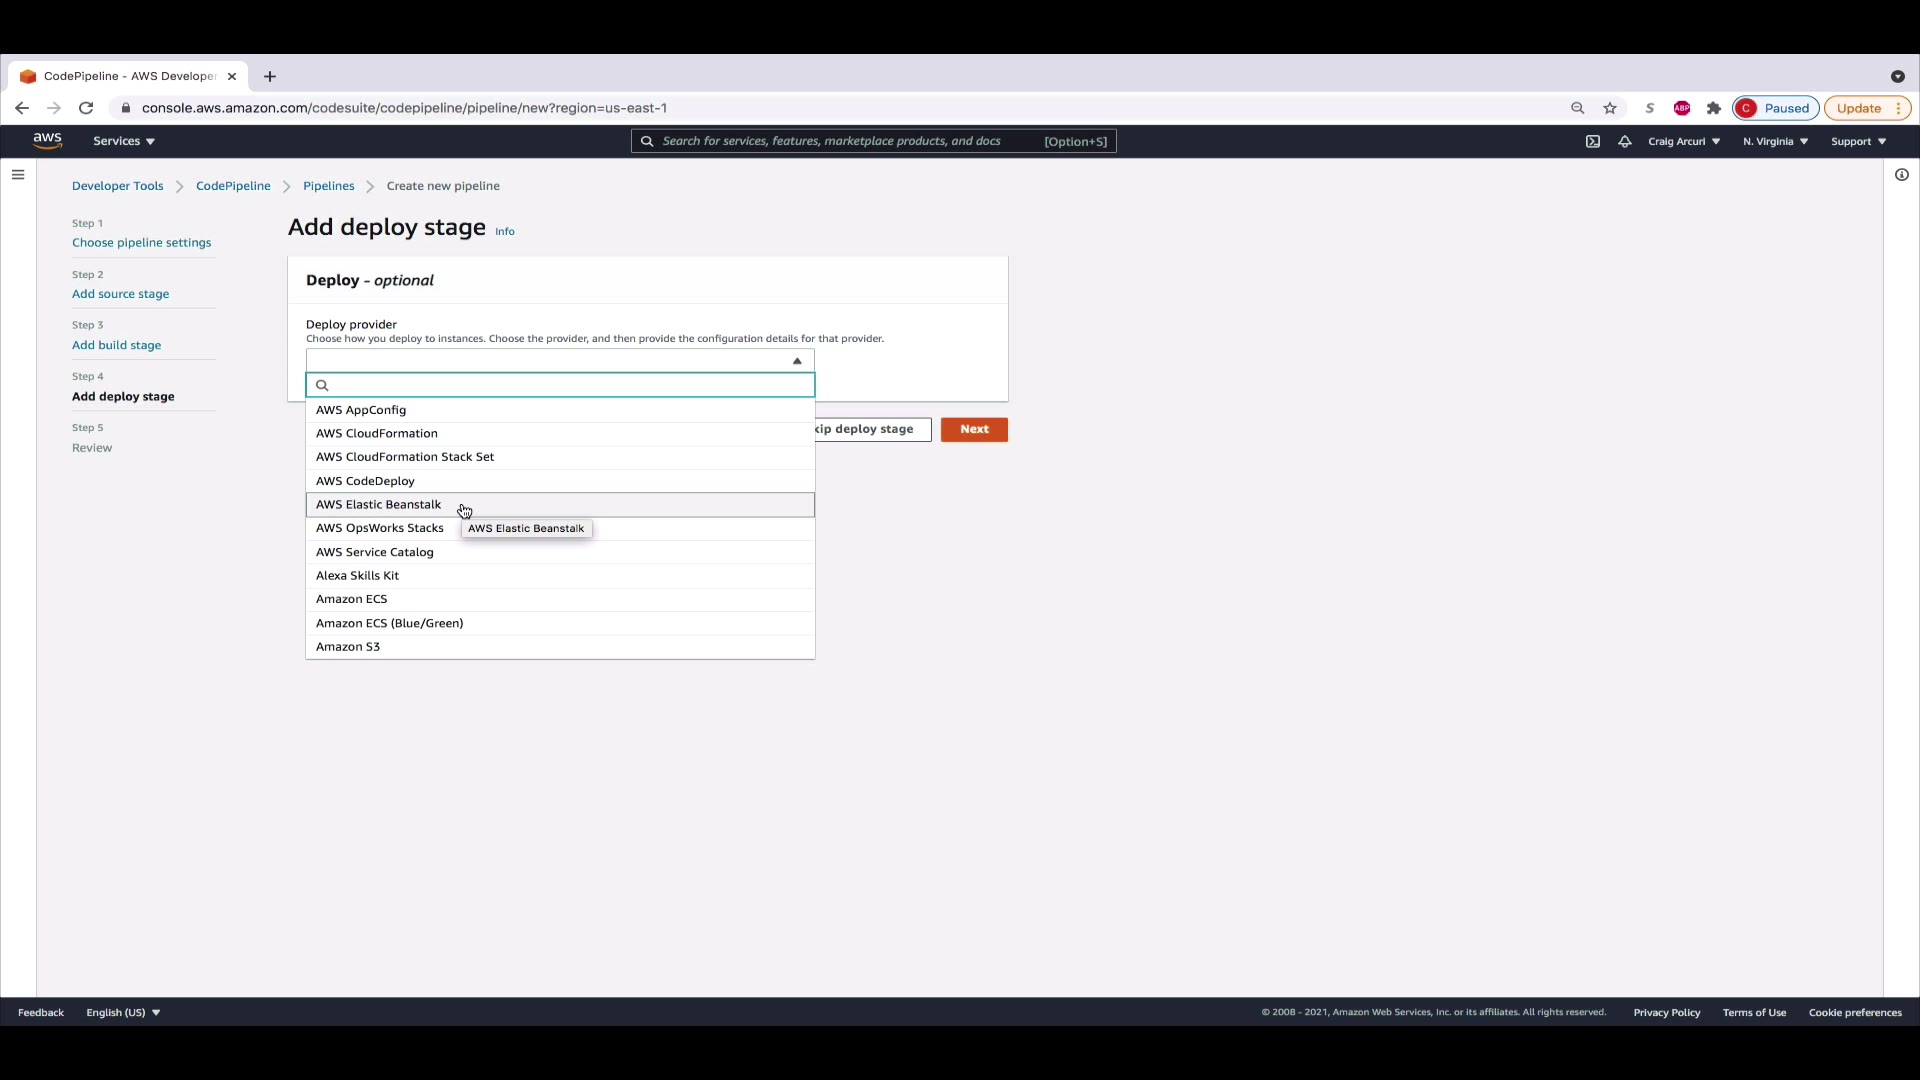 CodePipeline - AWS Developer
console.aws.amazon.com/codesuite/codepipeline/pipeline/new?region=us-east-1
ABP
C Paused
Update
aws
Services
Search for services, features, marketplace products, and docs [Option+S]
Craig Arcuri
N. Virginia
Support
Developer Tools
CodePipeline
Pipelines
Create new pipeline
Step 1
Choose pipeline settings
Step 2
Add source stage
Step 3
Add build stage
Step 4
Add deploy stage
Step 5
Review
Add deploy stage Info
Deploy - optional
Deploy provider
Choose how you deploy to instances. Choose the provider, and then provide the configuration details for that provider.
AWS AppConfig
AWS CloudFormation
AWS CloudFormation Stack Set
AWS CodeDeploy
AWS Elastic Beanstalk
AWS OpsWorks Stacks
AWS Elastic Beanstalk
AWS Service Catalog
Alexa Skills Kit
Amazon ECS
Amazon ECS (Blue/Green)
Amazon S3
kip deploy stage
Next
Feedback
English (US)
© 2008 - 2021, Amazon Web Services, Inc. or its affiliates. All rights reserved.
Privacy Policy
Terms of Use
Cookie preferences